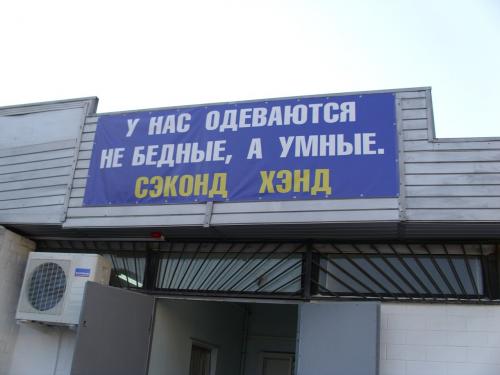 У НАС ОДЕВАЮТСЯ
НЕ БЕДНЫЕ, А УМНЫЕ.
СЭКОНД ХЭНД